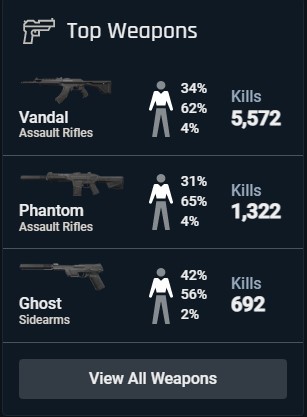 Top Weapons
34%
62%
4%
Vandal
Assault Rifles
Kills
5,572
31%
65%
4%
Phantom
Assault Rifles
Kills
1,322
42%
56%
2%
Ghost
Sidearms
Kills
692
View All Weapons